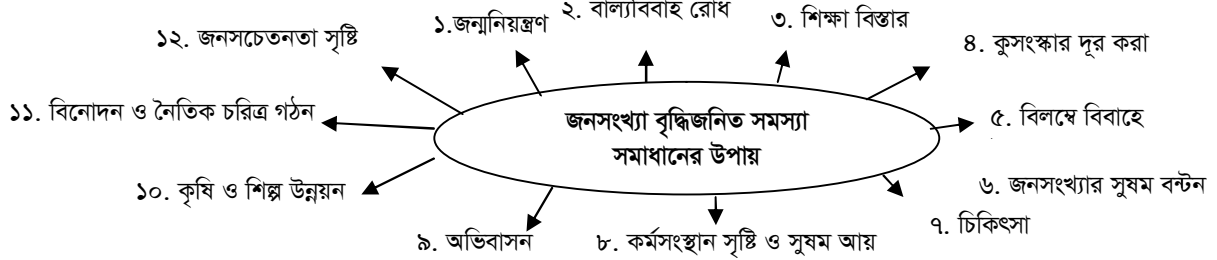 জনসংখ্যা বৃদ্ধিজনিত সমস্যা
সমাধানের উপায়
১.জন্মনিয়ন্ত্রণ
২. বাল্যবিবাহ রোধ
৩. শিক্ষা বিস্তার
৪. কুসংস্কার দূর করা
৫. বিলম্বে বিবাহে
৬. জনসংখ্যার সুষম বন্টন
৭. চিকিৎসা
৮. কর্মসংস্থান সৃষ্টি ও সুষম আয়
৯. অভিবাসন
১০. কৃষি ও শিল্প উন্নয়ন
১১. বিনোদন ও নৈতিক চরিত্র গঠন
১২. জনসচেতনতা সৃষ্টি